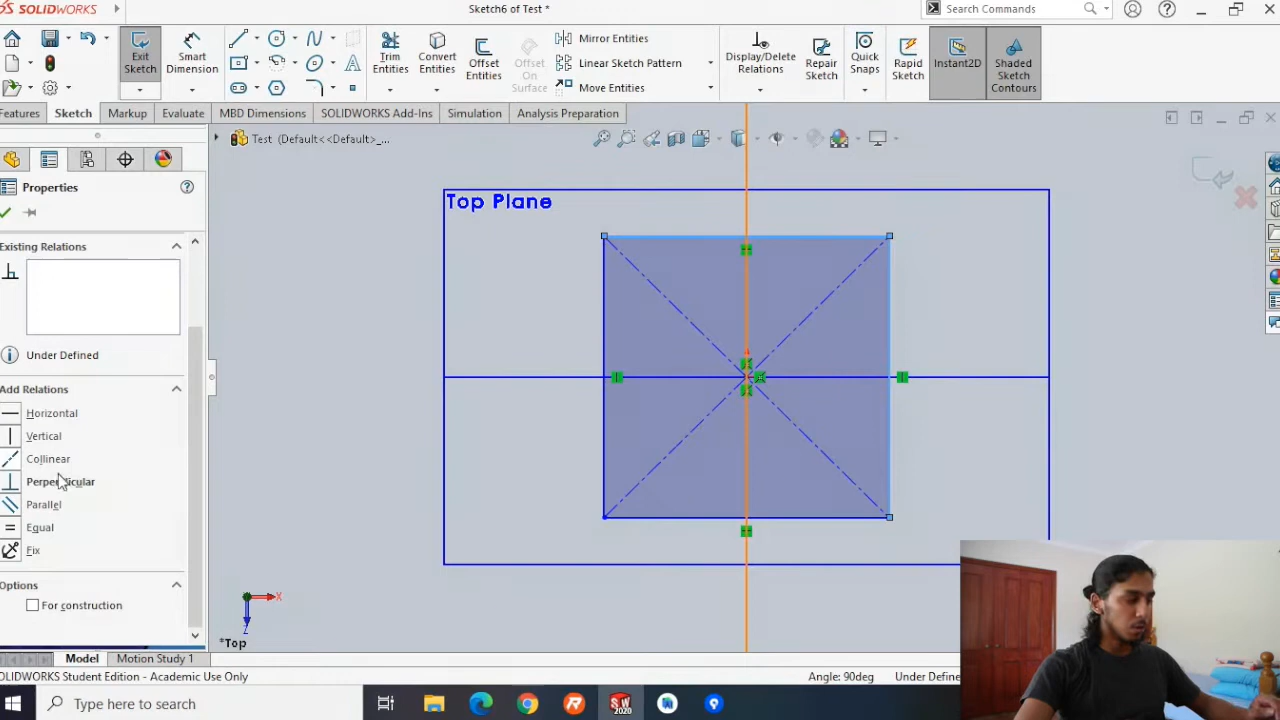 SOLIDWORKS
Sketch6 of Test *
Search Commands
Exit Sketch
Smart Dimension
Trim Entities
Convert Entities
Offset Entities
Offset On Surface
Mirror Entities
Linear Sketch Pattern
Move Entities
Display/Delete Relations
Repair Sketch
Quick Snaps
Rapid Sketch
Instant2D
Shaded Sketch Contours
Features
Sketch
Markup
Evaluate
MBD Dimensions
SOLIDWORKS Add-Ins
Simulation
Analysis Preparation
Test (Default<<Default>_...
Properties
Existing Relations
Under Defined
Add Relations
Horizontal
Vertical
Collinear
Perpendicular
Parallel
Equal
Fix
Options
For construction
Top Plane
X
Z
*Top
Model
Motion Study 1
OLIDWORKS Student Edition - Academic Use Only
Angle: 90deg
Under Define
Type here to search
SW
2020